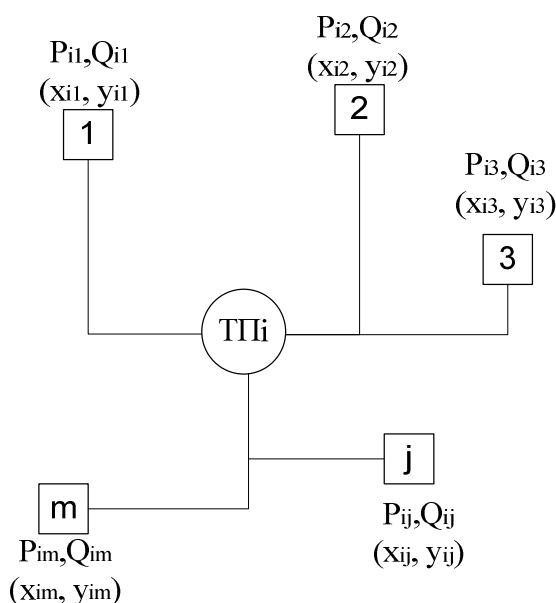 Pi1,Qi1
(xi1, yi1)
1
Pi2,Qi2
(xi2, yi2)
2
Pi3,Qi3
(xi3, yi3)
3
ТПi
j
Pij,Qij
(xij, yij)
m
Pim,Qim
(xim, yim)